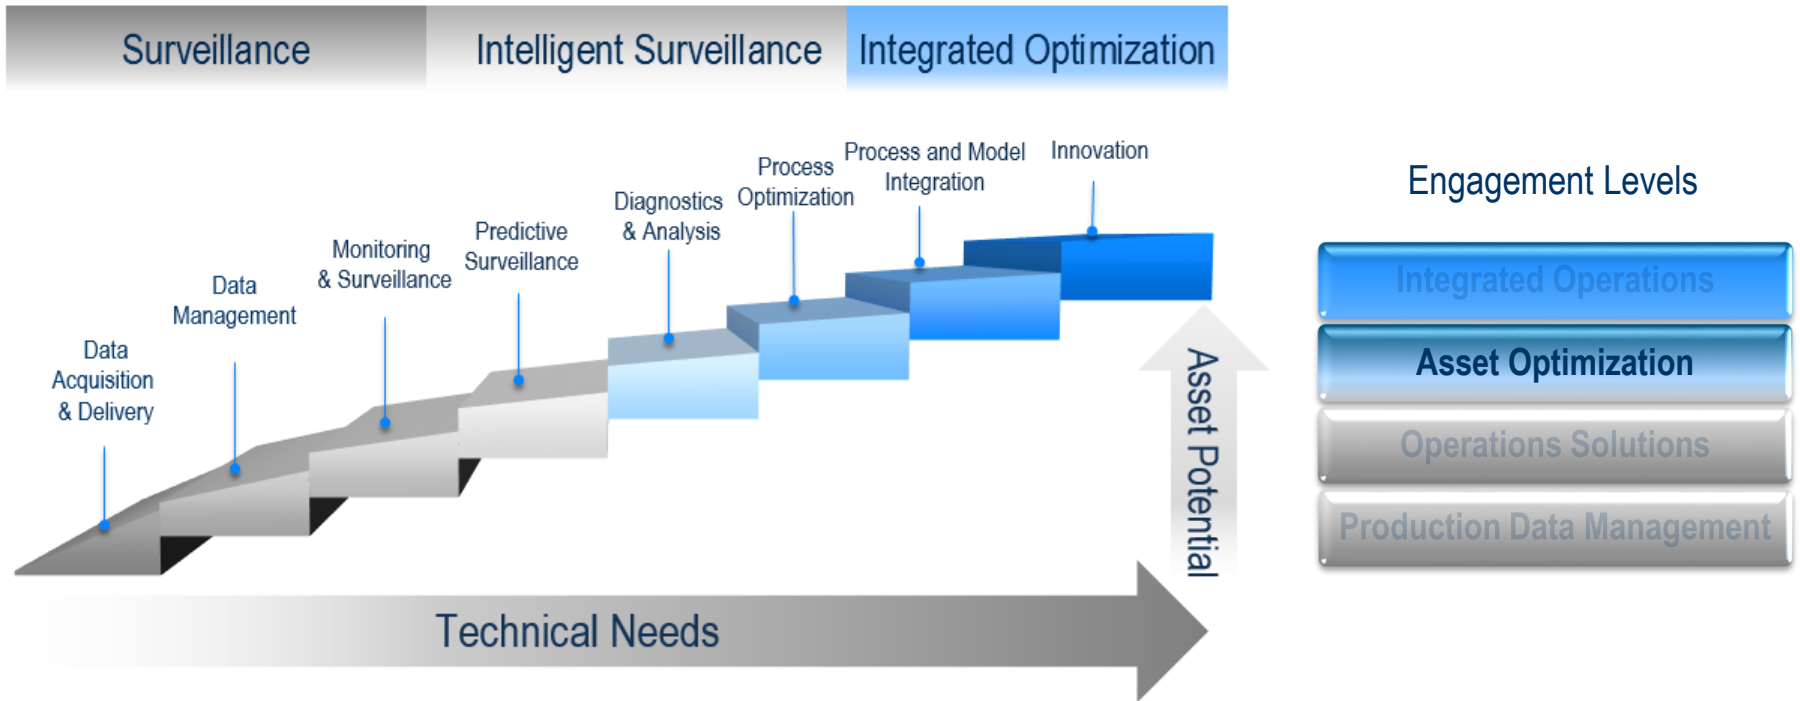 Surveillance
Intelligent Surveillance
Integrated Optimization
Data
Acquisition
& Delivery
Data
Management
Monitoring
& Surveillance
Predictive
Surveillance
Diagnostics
& Analysis
Process
Optimization
Process and Model
Integration
Innovation
Asset Potential
Technical Needs
Engagement Levels
Integrated Operations
Asset Optimization
Operations Solutions
Production Data Management